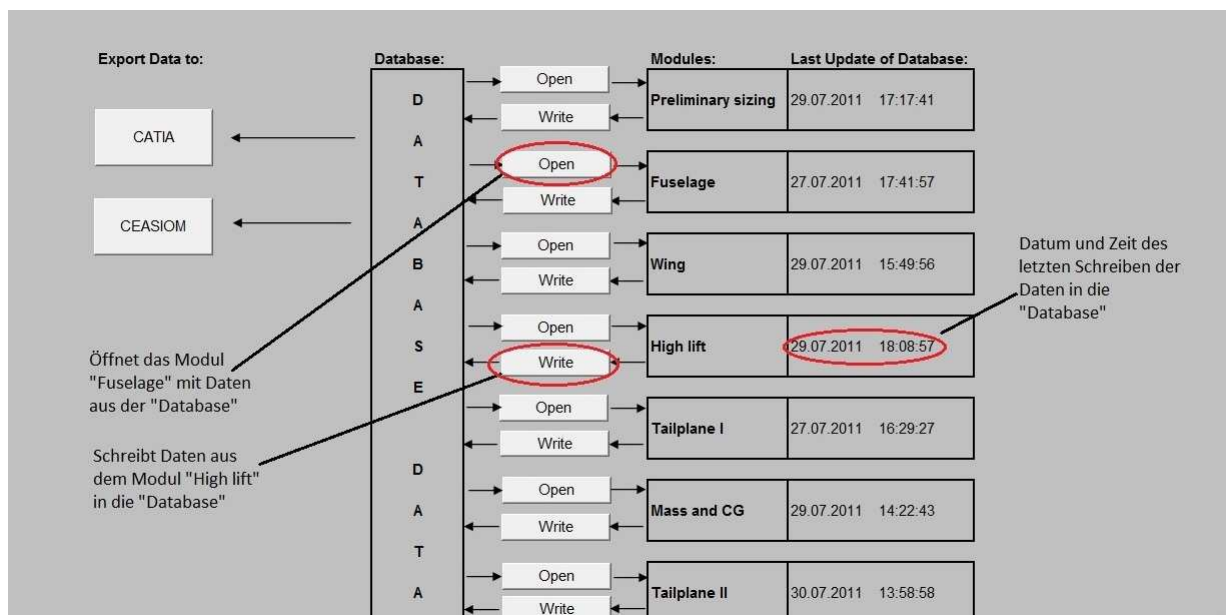 Export Data to:
Database:
Modules:
Last Update of Database:
CATIA
CEASIOM
D
A
T
A
B
A
S
E
D
A
T
A
Open
Write
Preliminary sizing
29.07.2011 17:17:41
Open
Write
Fuselage
27.07.2011 17:41:57
Open
Write
Wing
29.07.2011 15:49:56
Open
Write
High lift
29.07.2011 18:08:57
Open
Write
Tailplane I
27.07.2011 16:29:27
Open
Write
Mass and CG
29.07.2011 14:22:43
Open
Write
Tailplane II
30.07.2011 13:58:58
Öffnet das Modul
"Fuselage" mit Daten
aus der "Database"
Schreibt Daten aus
dem Modul "High lift"
in die "Database"
Datum und Zeit des
letzten Schreiben der
Daten in die
"Database"